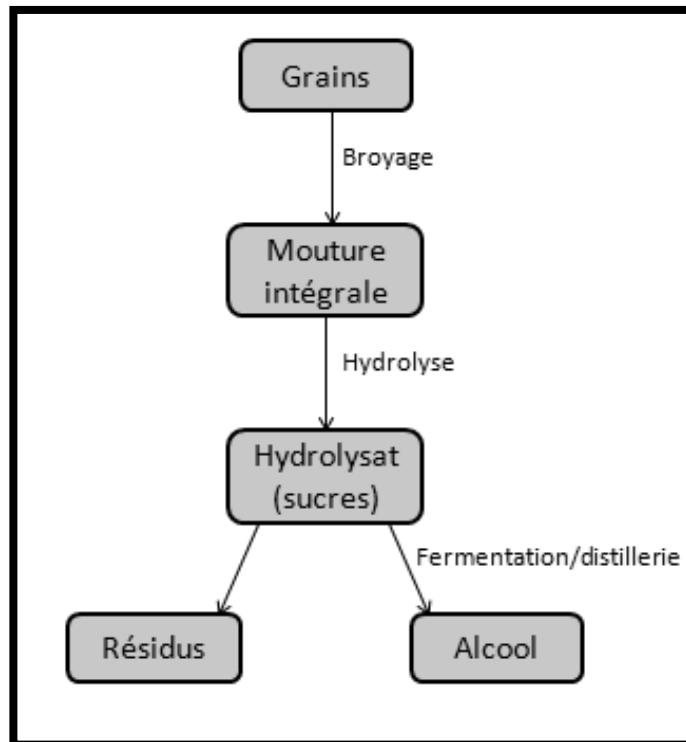 Grains
Broyage
Mouture
intégrale
Hydrolyse
Hydrolysat
(sucres)
Fermentation/distillerie
Résidus
Alcool